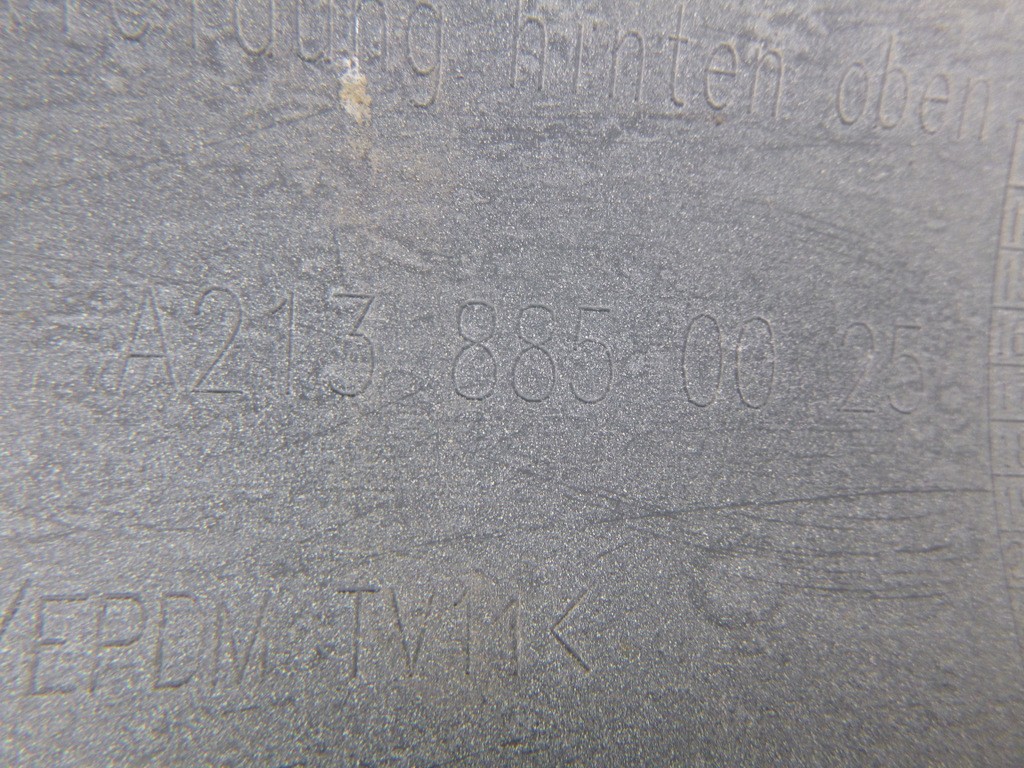 hinten oben
A213 885 00 25
/EPDM TV11<